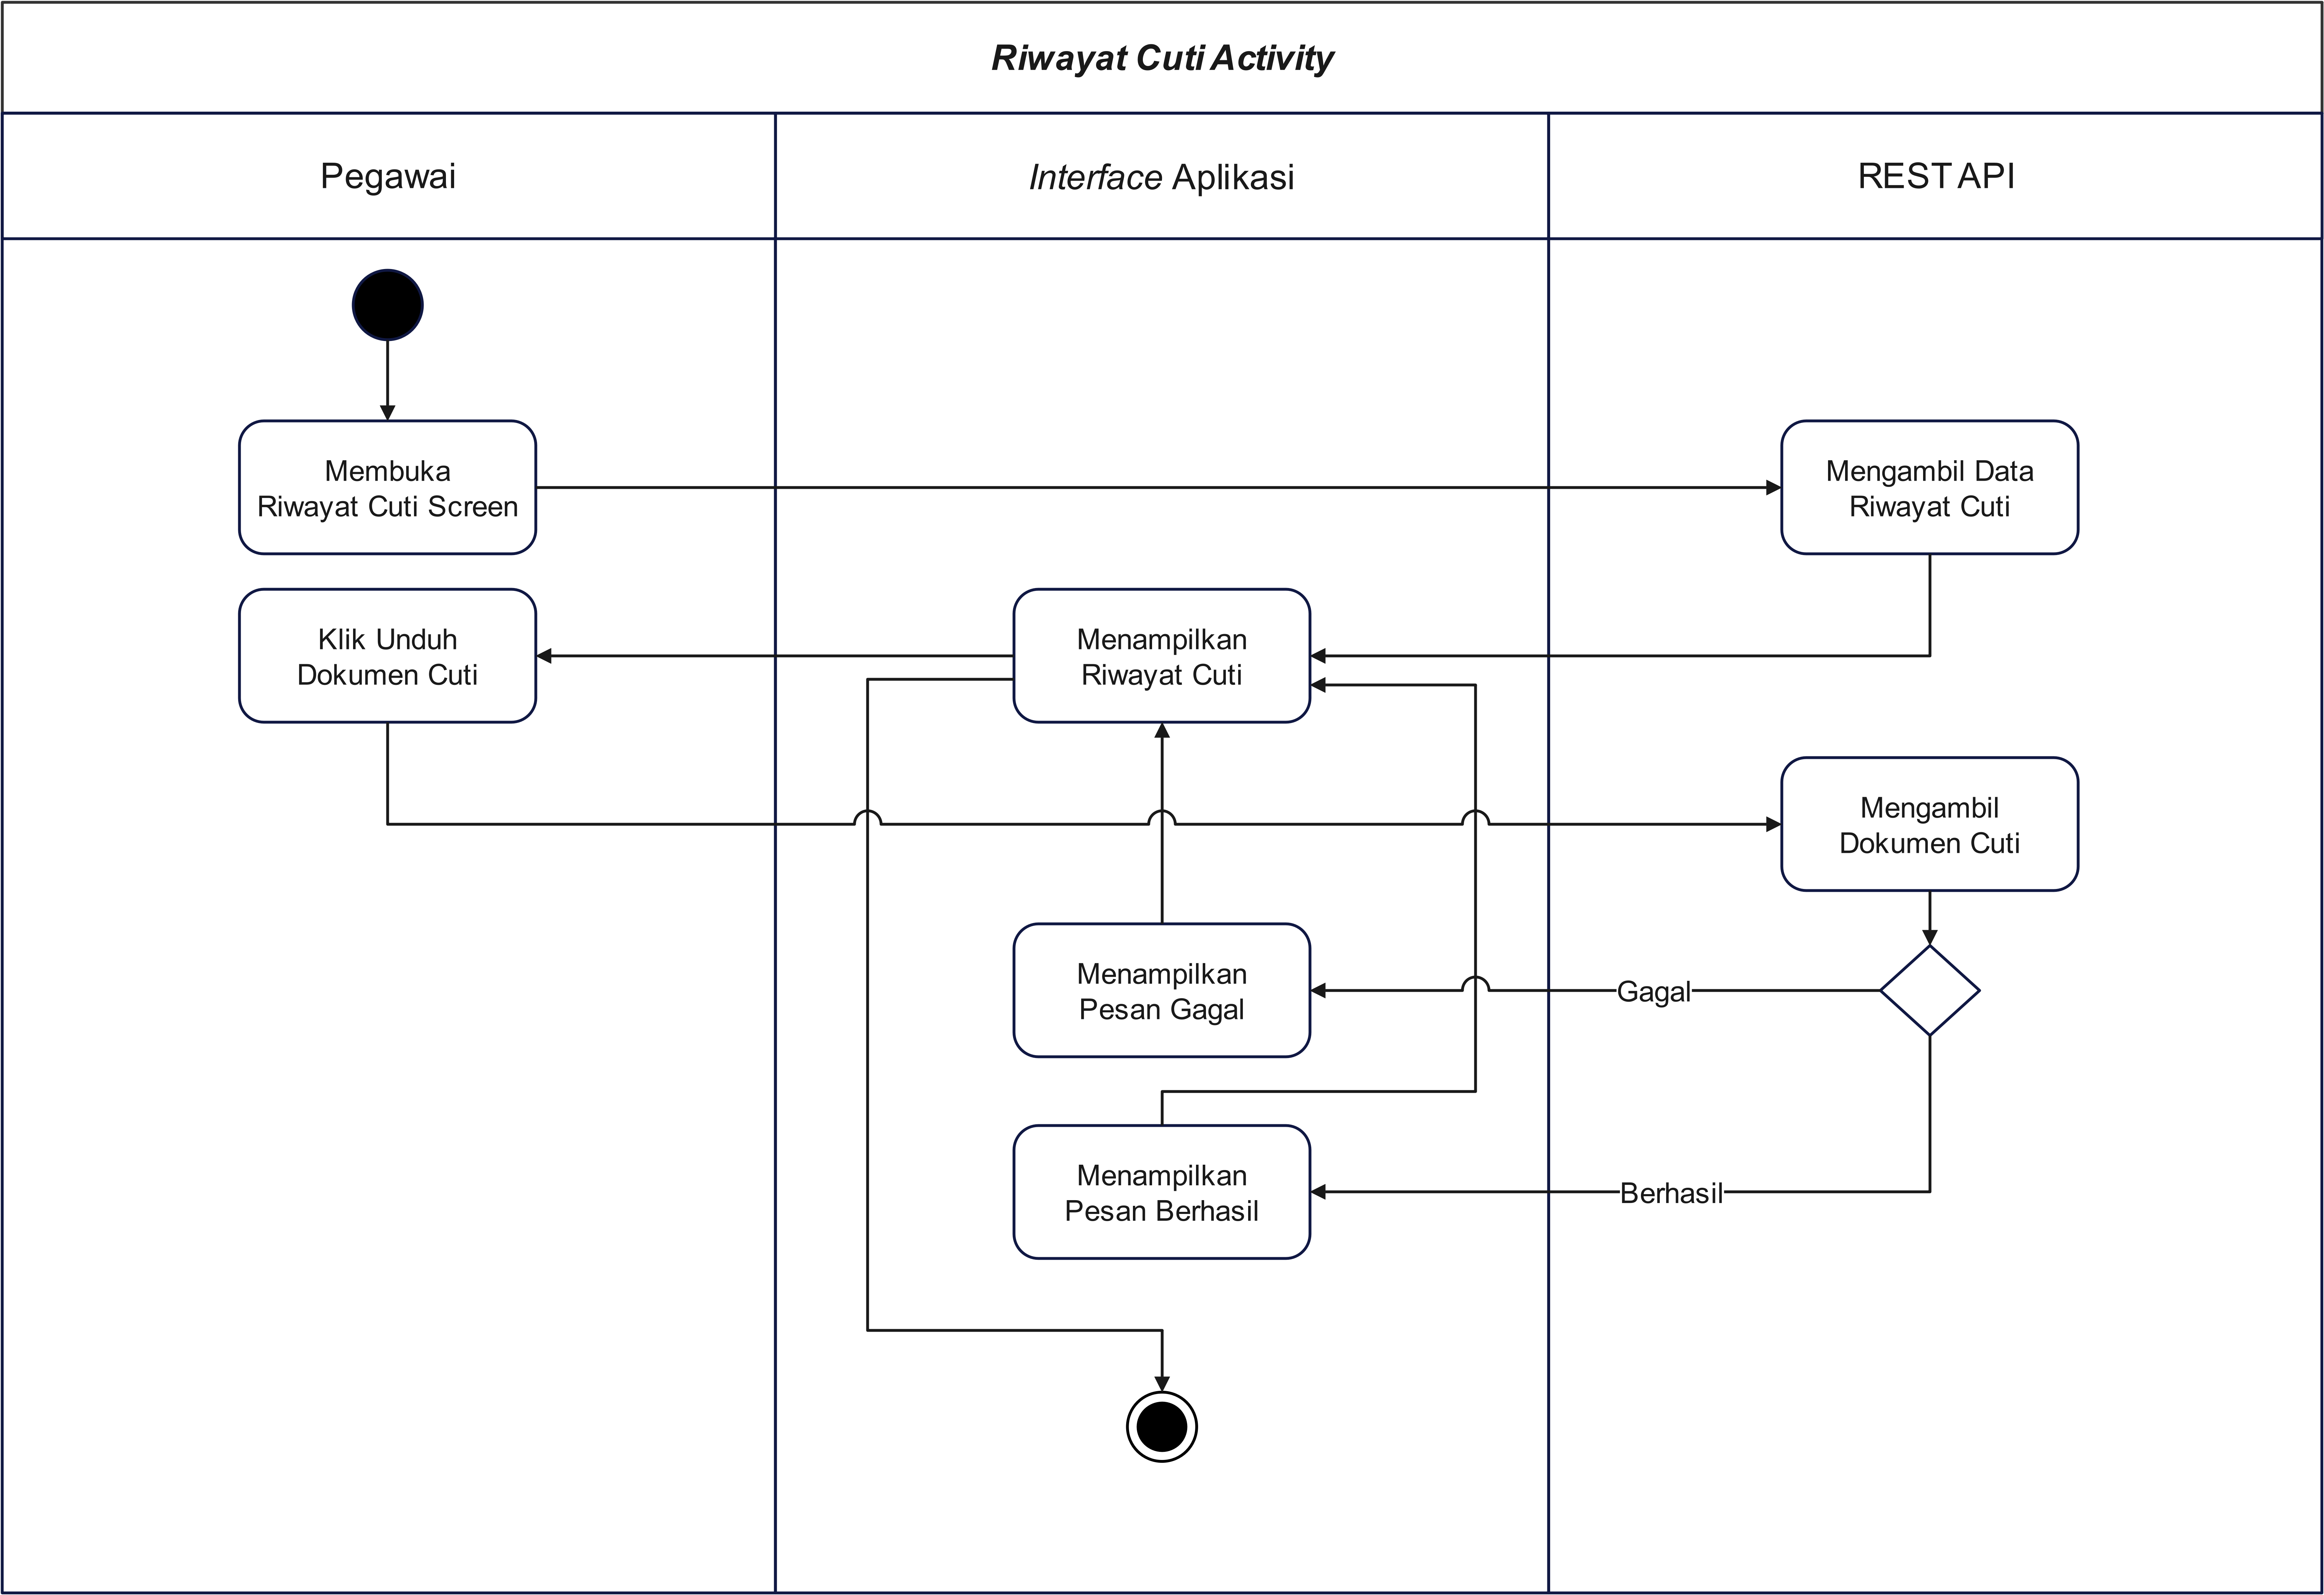 Riwayat Cuti Activity
Pegawai
Interface Aplikasi
REST API
Membuka
Riwayat Cuti Screen
Mengambil Data
Riwayat Cuti
Klik Unduh
Dokumen Cuti
Menampilkan
Riwayat Cuti
Mengambil
Dokumen Cuti
Menampilkan
Pesan Gagal
Gagal
Menampilkan
Pesan Berhasil
Berhasil